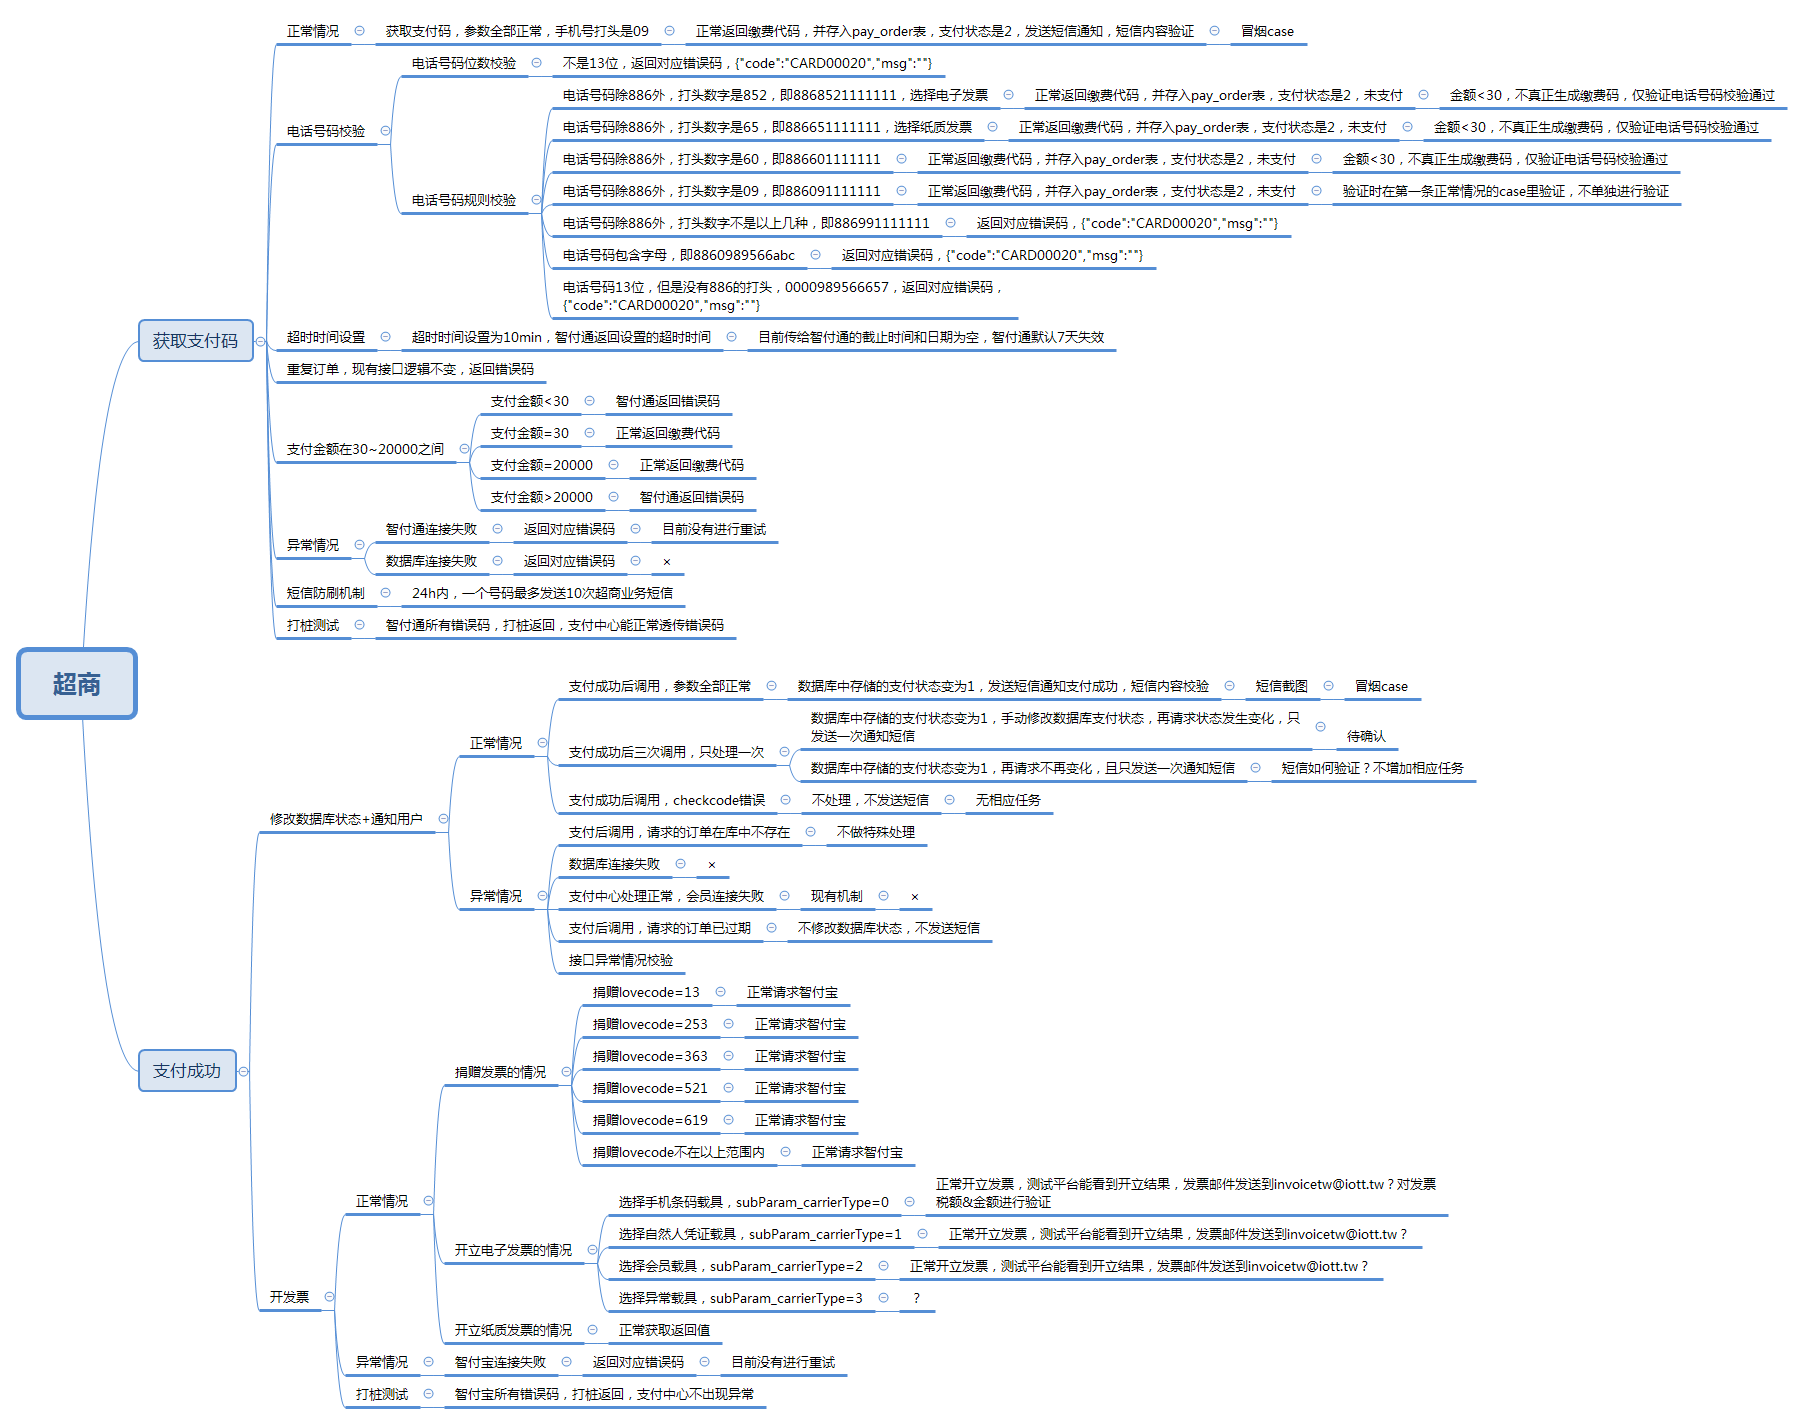 超商
获取支付码
正常情况
获取支付码，参数全部正常，手机号打头是09
正常返回缴费代码，并存入pay_order表，支付状态是2，发送短信通知，短信内容验证
冒烟case
电话号码校验
电话号码位数校验
不是13位，返回对应错误码，{"code":"CARD00020","msg":""}
电话号码规则校验
电话号码除886外，打头数字是852，即8868521111111，选择电子发票
正常返回缴费代码，并存入pay_order表，支付状态是2，未支付
金额<30，不真正生成缴费码，仅验证电话号码校验通过
电话号码除886外，打头数字是65，即886651111111，选择纸质发票
正常返回缴费代码，并存入pay_order表，支付状态是2，未支付
金额<30，不真正生成缴费码，仅验证电话号码校验通过
电话号码除886外，打头数字是60，即886601111111
正常返回缴费代码，并存入pay_order表，支付状态是2，未支付
金额<30，不真正生成缴费码，仅验证电话号码校验通过
电话号码除886外，打头数字是09，即886091111111
正常返回缴费代码，并存入pay_order表，支付状态是2，未支付
验证时在第一条正常情况的case里验证，不单独进行验证
电话号码除886外，打头数字不是以上几种，即886991111111
返回对应错误码，{"code":"CARD00020","msg":""}
电话号码包含字母，即8860989566abc
返回对应错误码，{"code":"CARD00020","msg":""}
电话号码13位，但是没有886的打头，0000989566657，返回对应错误码，
{"code":"CARD00020","msg":""}
超时时间设置
超时时间设置为10min，智付通返回设置的超时时间
目前传给智付通的截止时间和日期为空，智付通默认7天失效
重复订单，现有接口逻辑不变，返回错误码
支付金额在30~20000之间
支付金额<30
智付通返回错误码
支付金额=30
正常返回缴费代码
支付金额=20000
正常返回缴费代码
支付金额>20000
智付通返回错误码
异常情况
智付通连接失败
返回对应错误码
目前没有进行重试
数据库连接失败
返回对应错误码
×
短信防刷机制
24h内，一个号码最多发送10次超商业务短信
打桩测试
智付通所有错误码，打桩返回，支付中心能正常透传错误码
支付成功
修改数据库状态+通知用户
正常情况
支付成功后调用，参数全部正常
数据库中存储的支付状态变为1，发送短信通知支付成功，短信内容校验
短信截图
冒烟case
支付成功后三次调用，只处理一次
数据库中存储的支付状态变为1，手动修改数据库支付状态，再请求状态发生变化，只
发送一次通知短信
待确认
数据库中存储的支付状态变为1，再请求不再变化，且只发送一次通知短信
短信如何验证？不增加相应任务
支付成功后调用，checkcode错误
不处理，不发送短信
无相应任务
异常情况
支付后调用，请求的订单在库中不存在
不做特殊处理
数据库连接失败
×
支付中心处理正常，会员连接失败
现有机制
×
支付后调用，请求的订单已过期
不修改数据库状态，不发送短信
接口异常情况校验
开发票
正常情况
捐赠发票的情况
捐赠lovecode=13
正常请求智付宝
捐赠lovecode=253
正常请求智付宝
捐赠lovecode=363
正常请求智付宝
捐赠lovecode=521
正常请求智付宝
捐赠lovecode=619
正常请求智付宝
捐赠lovecode不在以上范围内
正常请求智付宝
开立电子发票的情况
选择手机条码载具，subParam_carrierType=0
正常开立发票，测试平台能看到开立结果，发票邮件发送到invoicetw@iott.tw？对发票
税额&金额进行验证
选择自然人凭证载具，subParam_carrierType=1
正常开立发票，测试平台能看到开立结果，发票邮件发送到invoicetw@iott.tw？
选择会员载具，subParam_carrierType=2
正常开立发票，测试平台能看到开立结果，发票邮件发送到invoicetw@iott.tw？
选择异常载具，subParam_carrierType=3
？
开立纸质发票的情况
正常获取返回值
异常情况
智付宝连接失败
返回对应错误码
目前没有进行重试
打桩测试
智付宝所有错误码，打桩返回，支付中心不出现异常